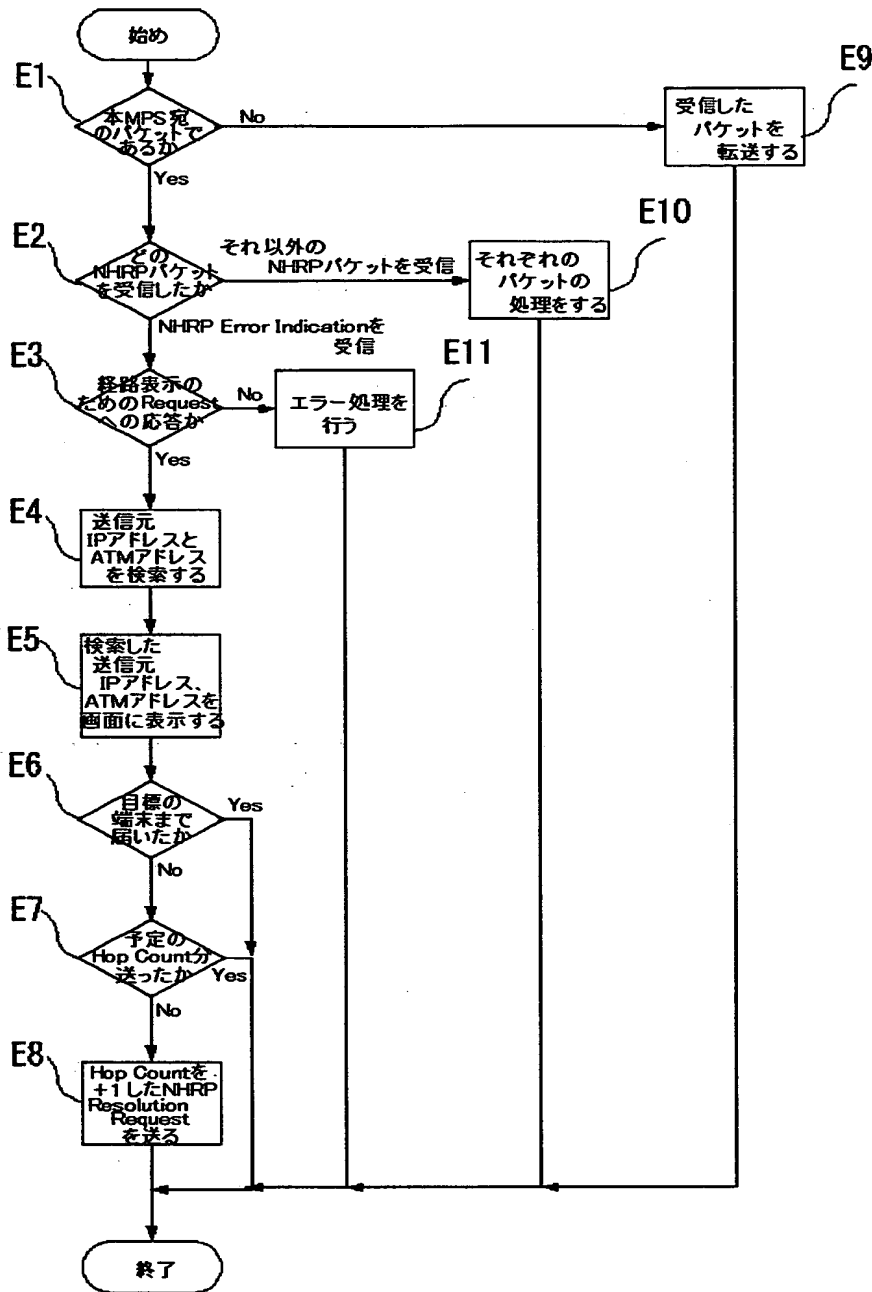 始め
E1
本MPS宛
のパケットで
あるか
No
Yes
E9
受信した
パケットを
転送する
E2
どの
NHRPパケット
を受信したか
それ以外の
NHRPパケットを受信
E10
それぞれの
パケットの
処理をする
NHRP Error Indicationを
受信
E3
経路表示の
ためのRequest
への応答か
No
Yes
E11
エラー処理を
行う
E4
送信元
IPアドレスと
ATMアドレス
を検索する
E5
検索した
送信元
IPアドレス、
ATMアドレスを
画面に表示する
E6
目標の
端末まで
届いたか
Yes
No
E7
予定の
Hop Count分
送ったか
Yes
No
E8
Hop Countを
+1したNHRP
Resolution
Request
を送る
終了